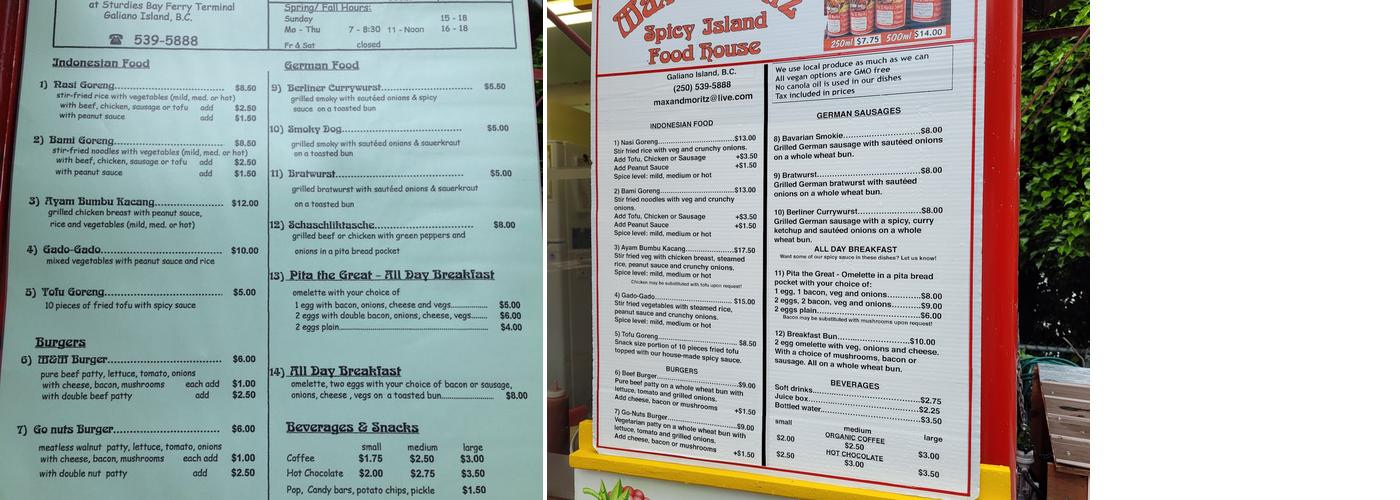 at Sturdies Bay Ferry Terminal
Galiano Island, B.C.
☎ 539-5888
Spring/ Fall Hours:
Sunday 15 - 18
Mo - Thu 7 - 8:30 11 - Noon 16 - 18
Fr & Sat closed
Indonesian Food
1) Nasi Goreng................................ $8.50
stir-fried rice with vegetables (mild, med. or hot)
with beef, chicken, sausage or tofu add $2.50
with peanut sauce add $1.50
2) Bami Goreng................................ $8.50
stir-fried noodles with vegetables (mild, med, or hot)
with beef, chicken, sausage or tofu add $2.50
with peanut sauce add $1.50
3) Ayam Bumbu Kacang................... $12.00
grilled chicken breast with peanut sauce,
rice and vegetables (mild, med or hot)
4) Gado-Gado................................ $10.00
mixed vegetables with peanut sauce and rice
5) Tofu Goreng................................ $5.00
10 pieces of fried tofu with spicy sauce
Burgers
6) M&M Burger................................ $6.00
pure beef patty, lettuce, tomato, onions
with cheese, bacon, mushrooms each add $1.00
with double beef patty add $2.50
7) Go nuts Burger............................ $6.00
meatless walnut patty, lettuce, tomato, onions
with cheese, bacon, mushrooms each add $1.00
with double nut patty add $2.50
German Food
9) Berliner Currywurst........................ $5.50
grilled smoky with sautéed onions & spicy
sauce on a toasted bun
10) Smoky Dog................................ $5.00
grilled smoky with sautéed onions & sauerkraut
on a toasted bun
11) Bratwurst................................ $5.00
grilled bratwurst with sautéed onions & sauerkraut
on a toasted bun
12) Schaschliktasche........................ $8.00
grilled beef or chicken with green peppers and
onions in a pita bread pocket
13) Pita the Great - All Day Breakfast
omelette with your choice of
1 egg with bacon, onions, cheese and vegs............... $5.00
2 eggs with double bacon, onions, cheese, vegs....... $6.00
2 eggs plain................................................ $4.00
14) All Day Breakfast
omelette, two eggs with your choice of bacon or sausage,
onions, cheese , vegs on a toasted bun...................... $8.00
Beverages & Snacks
small medium large
Coffee $1.75 $2.50 $3.00
Hot Chocolate $2.00 $2.75 $3.50
Pop, Candy bars, potato chips, pickle $1.50
Spicy Island
Food House
250ml $7.75 500ml $14.00
Galiano Island, B.C.
(250) 539-5888
maxandmoritz@live.com
We use local produce as much as we can
All vegan options are GMO free
No canola oil is used in our dishes
Tax included in prices
INDONESIAN FOOD
1) Nasi Goreng................................$13.00
Stir fried rice with veg and crunchy onions.
Add Tofu, Chicken or Sausage +$3.50
Add Peanut Sauce +$1.50
Spice level: mild, medium or hot
2) Bami Goreng................................$13.00
Stir fried noodles with veg and crunchy
onions.
Add Tofu, Chicken or Sausage +$3.50
Add Peanut Sauce +$1.50
Spice level: mild, medium or hot
3) Ayam Bumbu Kacang....................$17.50
Stir fried veg with chicken breast, steamed
rice, peanut sauce and crunchy onions.
Spice level: mild, medium or hot
Chicken may be substituted with tofu upon request!
4) Gado-Gado................................$15.00
Stir fried vegetables with steamed rice,
peanut sauce and crunchy onions.
Spice level: mild, medium or hot
5) Tofu Goreng................................$8.50
Snack size portion of 10 pieces fried tofu
topped with our house-made spicy sauce.
BURGERS
6) Beef Burger................................$9.00
Pure beef patty on a whole wheat bun with
lettuce, tomato and grilled onions.
Add cheese, bacon or mushrooms +$1.50
7) Go-Nuts Burger............................$9.00
Vegetarian patty on a whole wheat bun with
lettuce, tomato and grilled onions.
Add cheese, bacon or mushrooms +$1.50
GERMAN SAUSAGES
8) Bavarian Smokie........................$8.00
Grilled German sausage with sautéed onions
on a whole wheat bun.
9) Bratwurst................................$8.00
Grilled German bratwurst with sautéed
onions on a whole wheat bun.
10) Berliner Currywurst....................$8.00
Grilled German sausage with a spicy, curry
ketchup and sautéed onions on a whole
wheat bun.
ALL DAY BREAKFAST
Want some of our spicy sauce in these dishes? Let us know!
11) Pita the Great - Omelette in a pita bread
pocket with your choice of:
1 egg, 1 bacon, veg and onions............$8.00
2 eggs, 2 bacon, veg and onions..........$9.00
2 eggs plain................................$6.00
Bacon may be substituted with mushrooms upon request!
12) Breakfast Bun........................$10.00
2 egg omelette with veg, onions and cheese.
With a choice of mushrooms, bacon or
sausage. All on a whole wheat bun.
BEVERAGES
Soft drinks................................$2.75
Juice box................................$2.25
Bottled water................................$3.50
small medium large
ORGANIC COFFEE
$2.00 $2.50 $3.00
HOT CHOCOLATE
$2.50 $3.00 $3.50